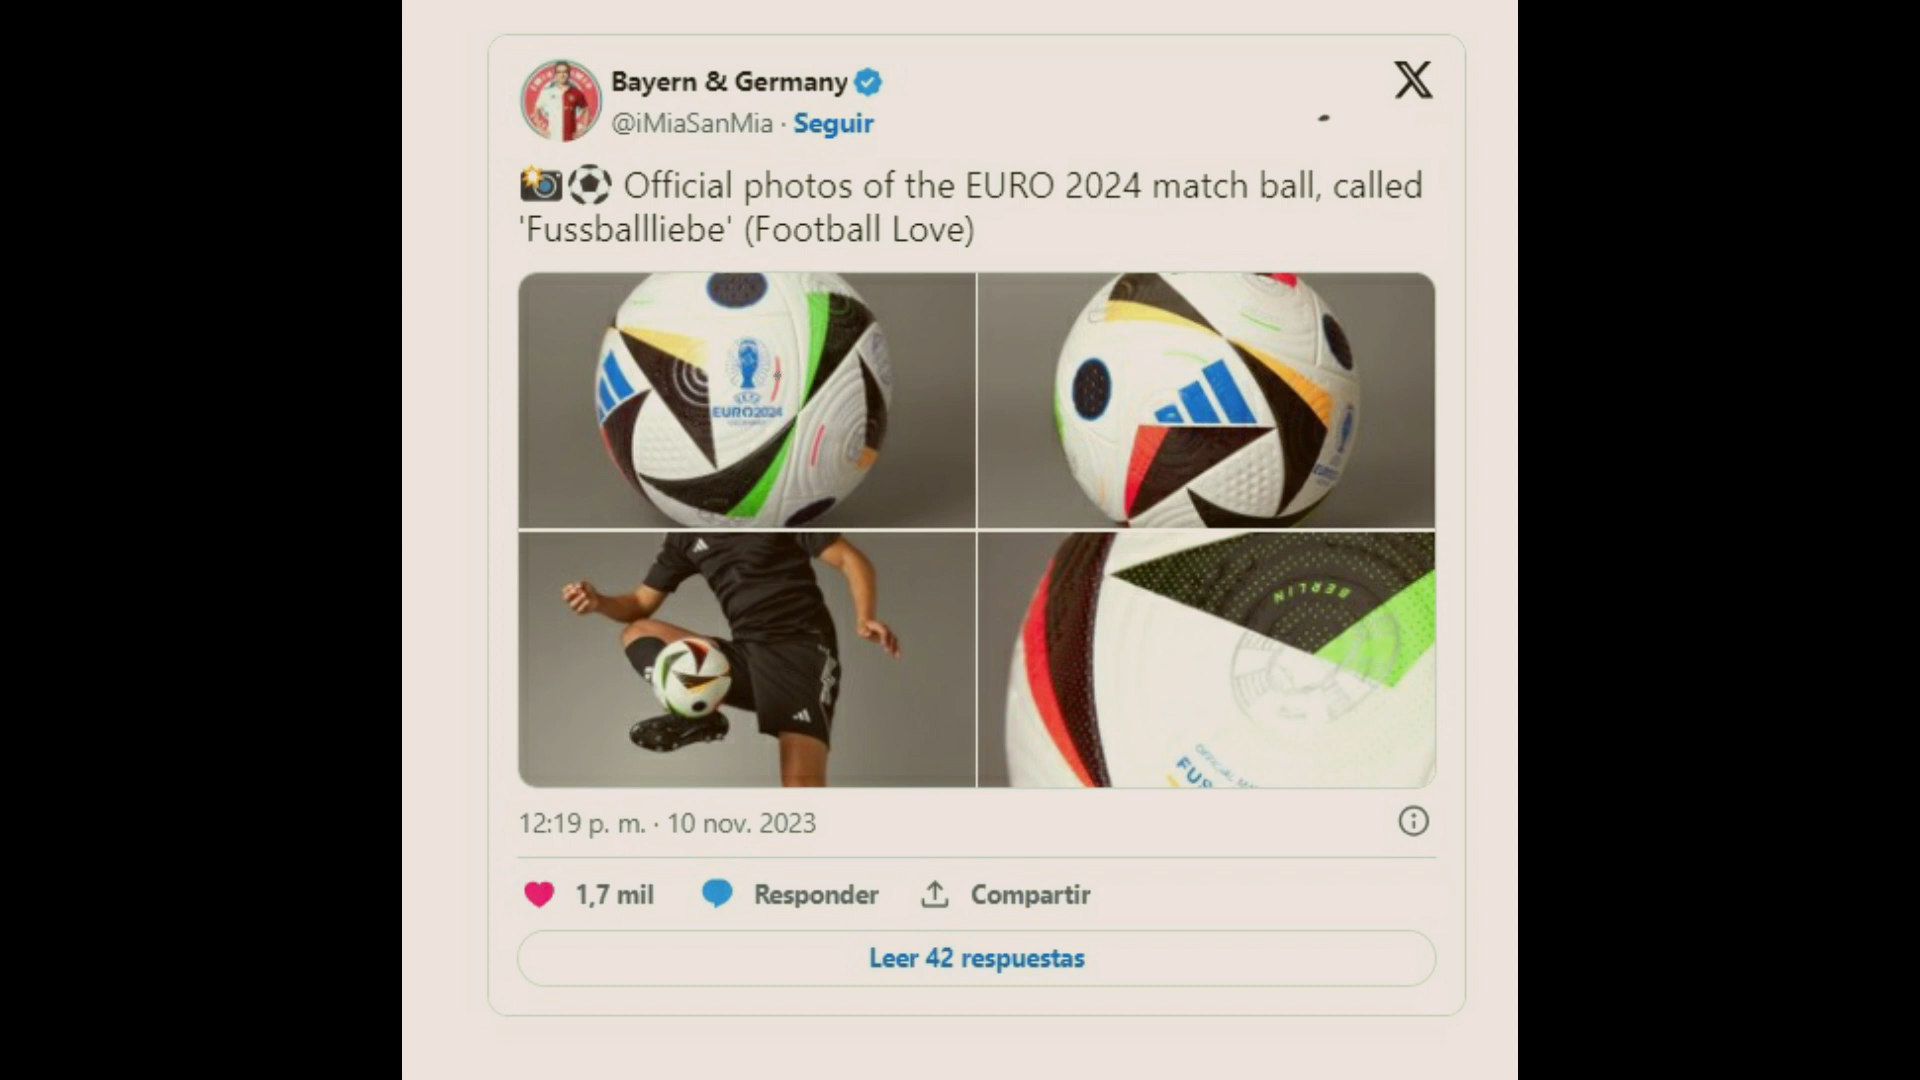 Bayern & Germany
@iMiaSanMia · Seguir
Official photos of the EURO 2024 match ball, called
'Fussballliebe' (Football Love)
EURO2024
BERLIN
12:19 p. m. · 10 nov. 2023
1,7 mil
Responder
Compartir
Leer 42 respuestas